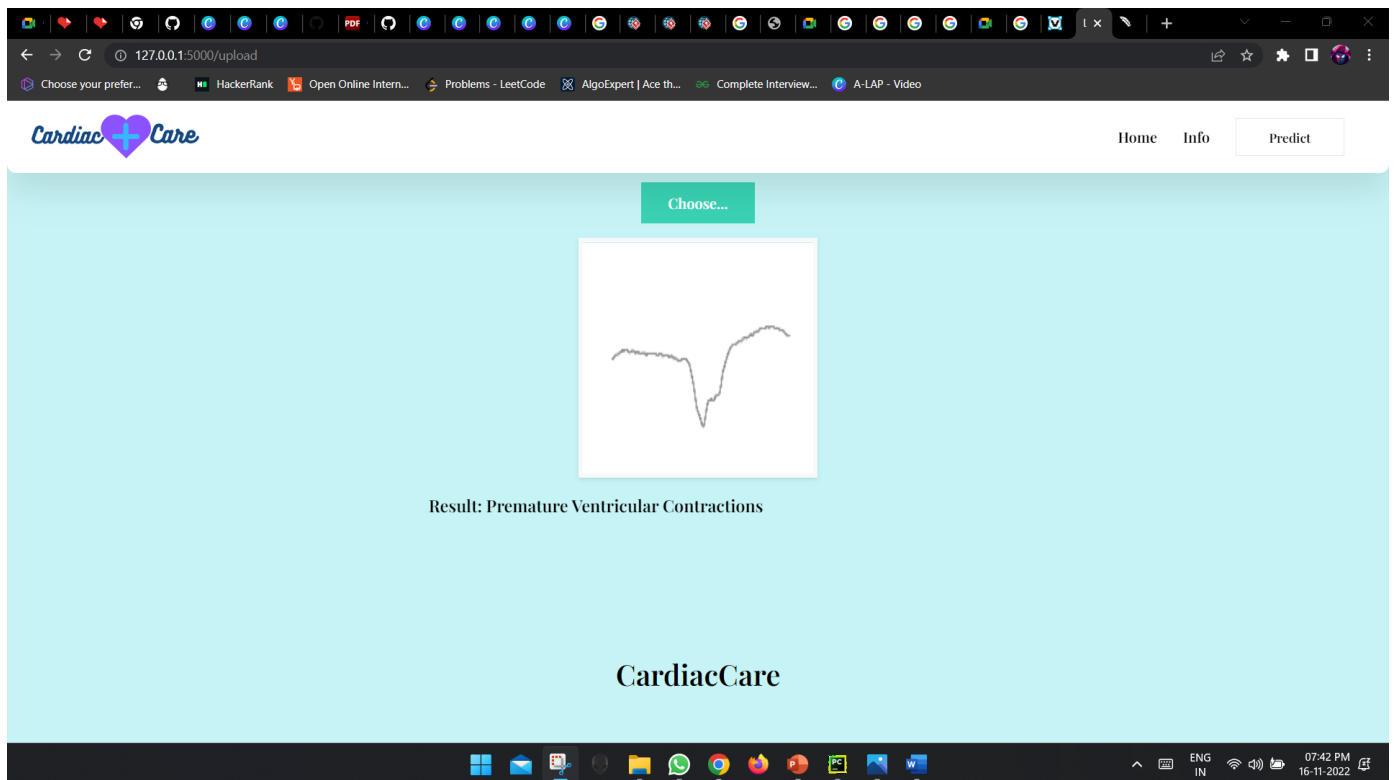 PDF
L
127.0.0.1:5000/upload
Choose your prefer...
HackerRank
Open Online Intern...
Problems - LeetCode
AlgoExpert | Ace th...
Complete Interview...
A-LAP - Video
Cardiac Care
Home
Info
Predict
Choose...
Result: Premature Ventricular Contractions
CardiacCare
ENG
IN
07:42 PM
16-11-2022